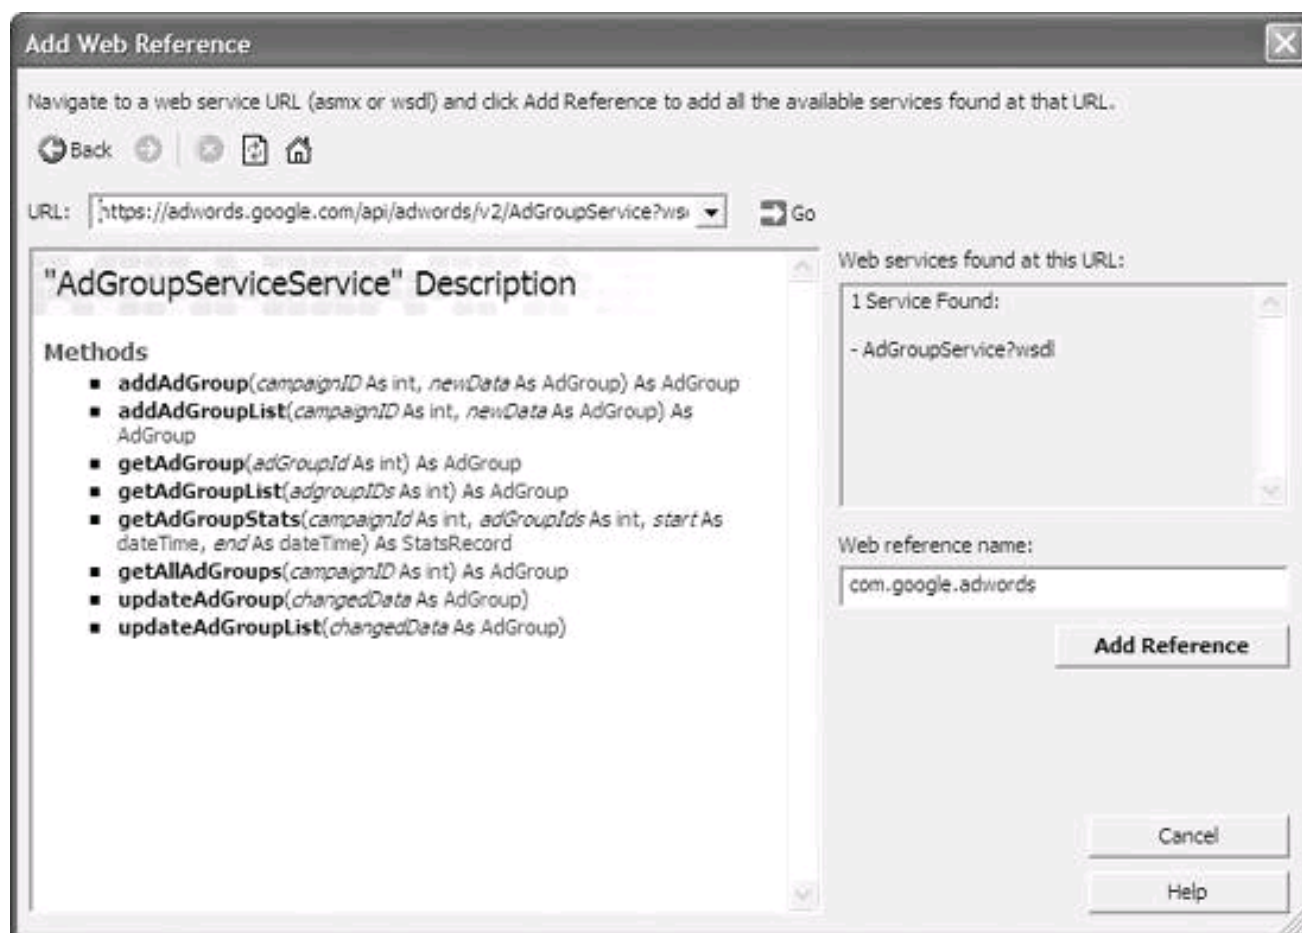 Add Web Reference
Navigate to a web service URL (asmx or wsdl) and click Add Reference to add all the available services found at that URL.
Back
URL: https://adwords.google.com/api/adwords/v2/AdGroupService?ws Go
"AdGroupServiceService" Description
Methods
addAdGroup(campaignID As int, newData As AdGroup) As AdGroup
addAdGroupList(campaignID As int, newData As AdGroup) As
AdGroup
getAdGroup(adGroupId As int) As AdGroup
getAdGroupList(adgroupIDs As int) As AdGroup
getAdGroupStats(campaignId As int, adGroupIds As int, start As
dateTime, end As dateTime) As StatsRecord
getAllAdGroups(campaignID As int) As AdGroup
updateAdGroup(changedData As AdGroup)
updateAdGroupList(changedData As AdGroup)
Web services found at this URL:
1 Service Found:
- AdGroupService?wsdl
Web reference name:
com.google.adwords
Add Reference
Cancel
Help